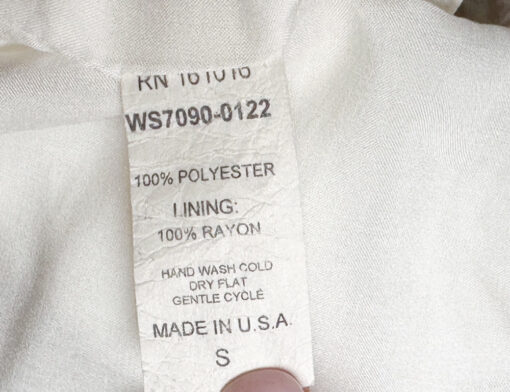 RN 161016
WS7090-0122
100% POLYESTER
LINING:
100% RAYON
HAND WASH COLD
DRY FLAT
GENTLE CYCLE
MADE IN U.S.A.
S